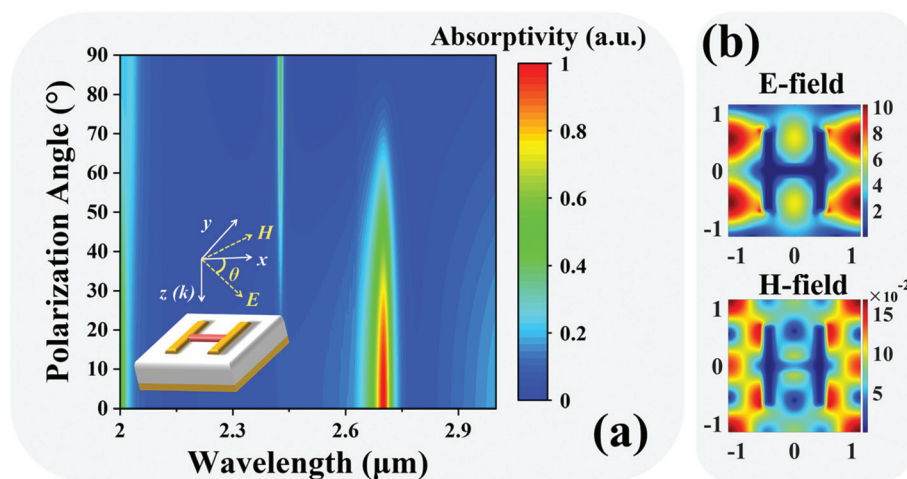 Absorptivity (a.u.)
(b)
90
80
70
60
50
40
30
20
10
0
Polarization Angle (°)
1
0.8
0.6
0.4
0.2
0
y
H
x
θ
z (k)
E
2
2.3
2.6
2.9
Wavelength (μm)
(a)
E-field
1
0
-1
10
8
6
4
2
-1 0 1
H-field
×10⁻²
1
0
-1
15
10
5
-1 0 1